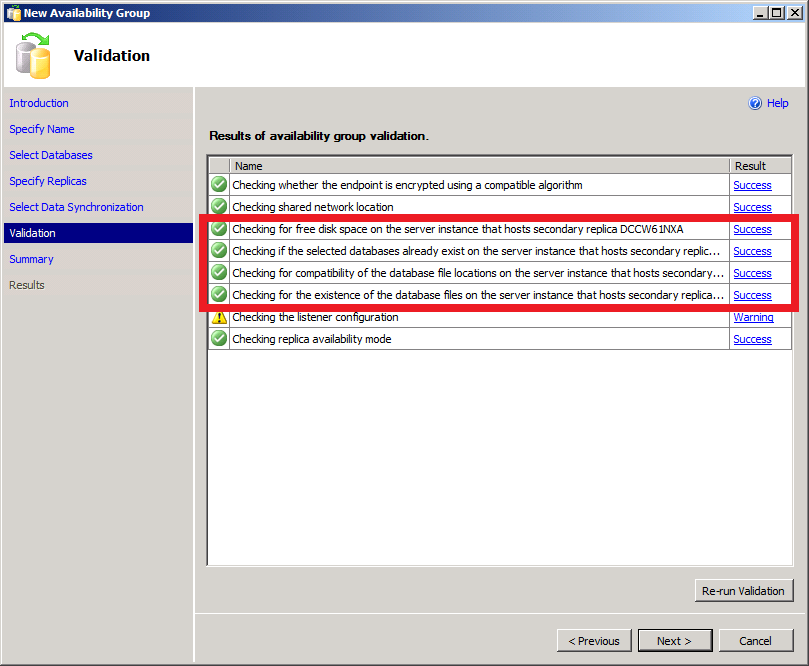 New Availability Group
Validation
Introduction
Specify Name
Select Databases
Specify Replicas
Select Data Synchronization
Validation
Summary
Results
Help
Results of availability group validation.
Name Result
Checking whether the endpoint is encrypted using a compatible algorithm Success
Checking shared network location Success
Checking for free disk space on the server instance that hosts secondary replica DCCW61NXA Success
Checking if the selected databases already exist on the server instance that hosts secondary replic... Success
Checking for compatibility of the database file locations on the server instance that hosts secondary... Success
Checking for the existence of the database files on the server instance that hosts secondary replica... Success
Checking the listener configuration Warning
Checking replica availability mode Success
Re-run Validation
< Previous Next > Cancel